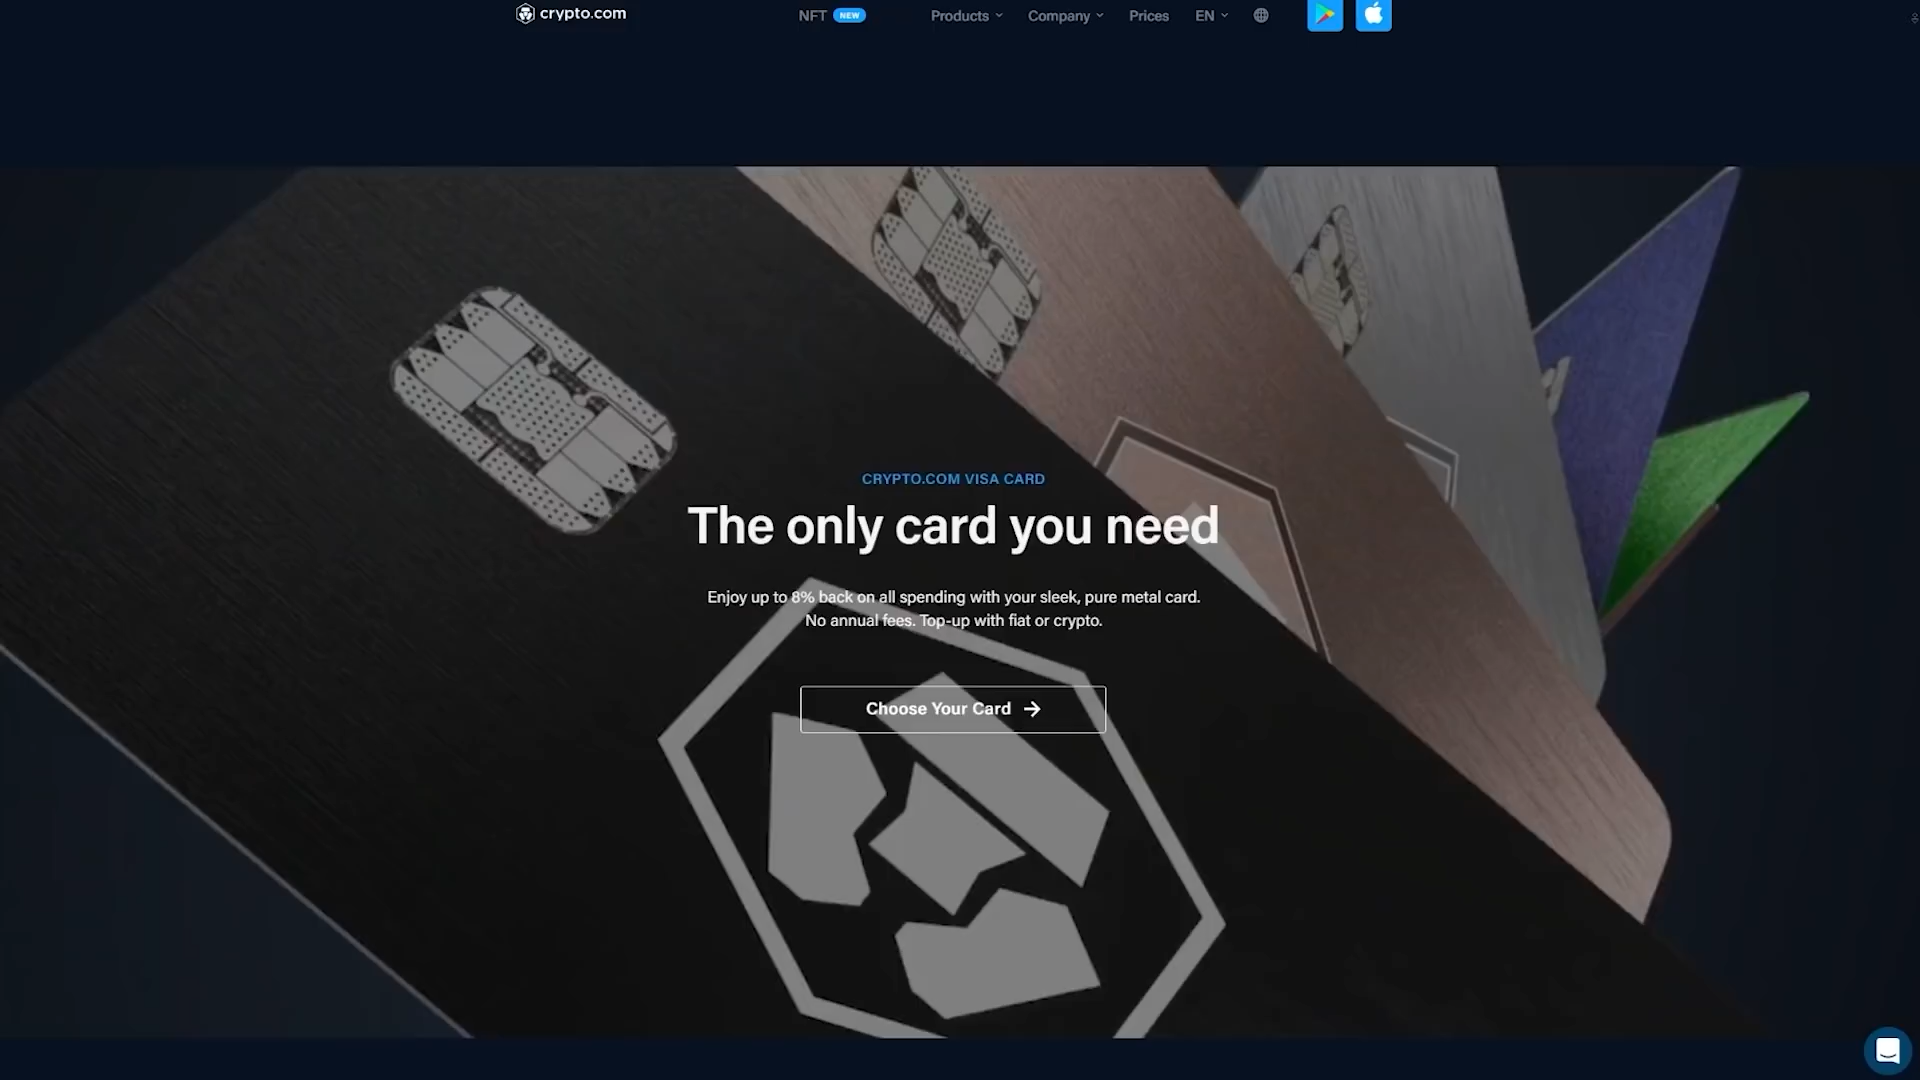 crypto.com
NFT NEW Products Company Prices EN
CRYPTO.COM VISA CARD
The only card you need
Enjoy up to 8% back on all spending with your sleek, pure metal card.
No annual fees. Top-up with fiat or crypto.
Choose Your Card →